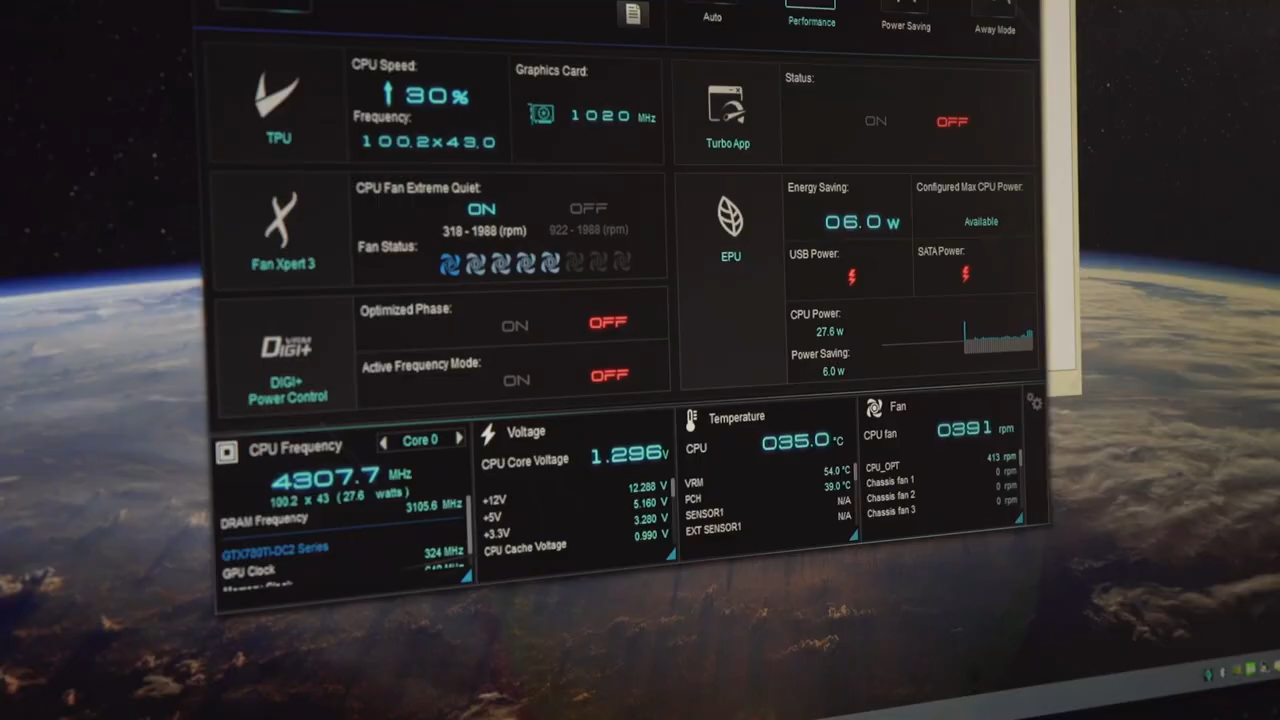 Auto
Performance
Power Saving
Away Mode
TPU
CPU Speed:
30%
Frequency:
100.2x43.0
Graphics Card:
1020 MHz
Turbo App
Status:
ON OFF
Fan Xpert 3
CPU Fan Extreme Quiet:
ON OFF
318 - 1988 (rpm) 922 - 1988 (rpm)
Fan Status:
EPU
Energy Saving:
06.0 w
Configured Max CPU Power:
Available
USB Power:
SATA Power:
CPU Power:
27.6 w
Power Saving:
6.0 w
DIGI+ VRM
DIGI+
Power Control
Optimized Phase:
ON OFF
Active Frequency Mode:
ON OFF
CPU Frequency
Core 0
4307.7 MHz
100.2 x 43 (27.6 watts)
DRAM Frequency 3105.6 MHz
GTX780TI-DC2 Series
GPU Clock 324 MHz
Memory Clock
Voltage
CPU Core Voltage 1.296v
+12V 12.288 V
+5V 5.160 V
+3.3V 3.280 V
CPU Cache Voltage 0.990 V
Temperature
CPU 035.0 °C
VRM 54.0 °C
PCH 39.0 °C
SENSOR1 N/A
EXT SENSOR1 N/A
Fan
CPU fan 0391 rpm
CPU_OPT 413 rpm
Chassis fan 1 0 rpm
Chassis fan 2 0 rpm
Chassis fan 3 0 rpm